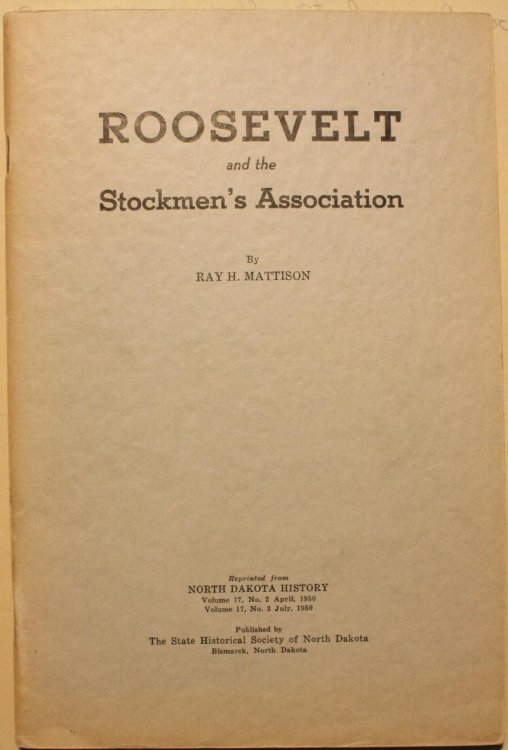 ROOSEVELT
and the
Stockmen's Association
By
RAY H. MATTISON
Reprinted from
NORTH DAKOTA HISTORY
Volume 17, No. 2 April, 1950
Volume 17, No. 3 July, 1950
Published by
The State Historical Society of North Dakota
Bismarck, North Dakota